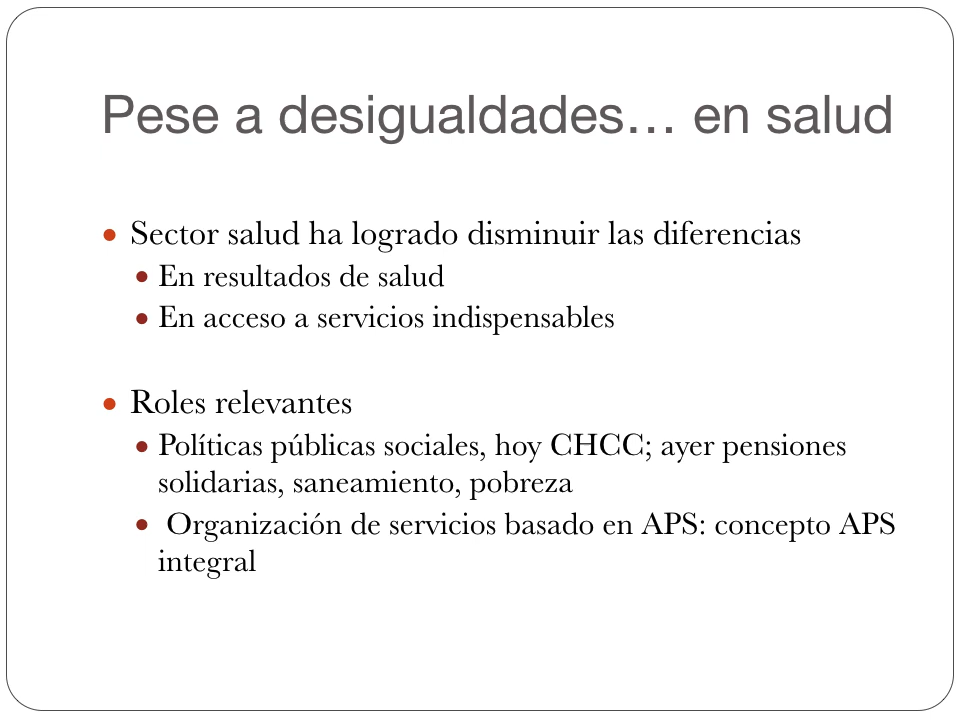 Pese a desigualdades… en salud
• Sector salud ha logrado disminuir las diferencias
• En resultados de salud
• En acceso a servicios indispensables
• Roles relevantes
• Políticas públicas sociales, hoy CHCC; ayer pensiones
solidarias, saneamiento, pobreza
• Organización de servicios basado en APS: concepto APS
integral